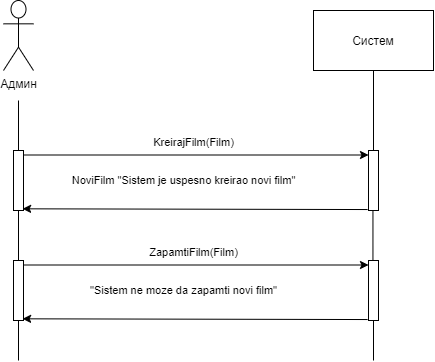 Админ
Систем
KreirajFilm(Film)
NoviFilm "Sistem je uspesno kreirao novi film"
ZapamtiFilm(Film)
"Sistem ne moze da zapamti novi film"